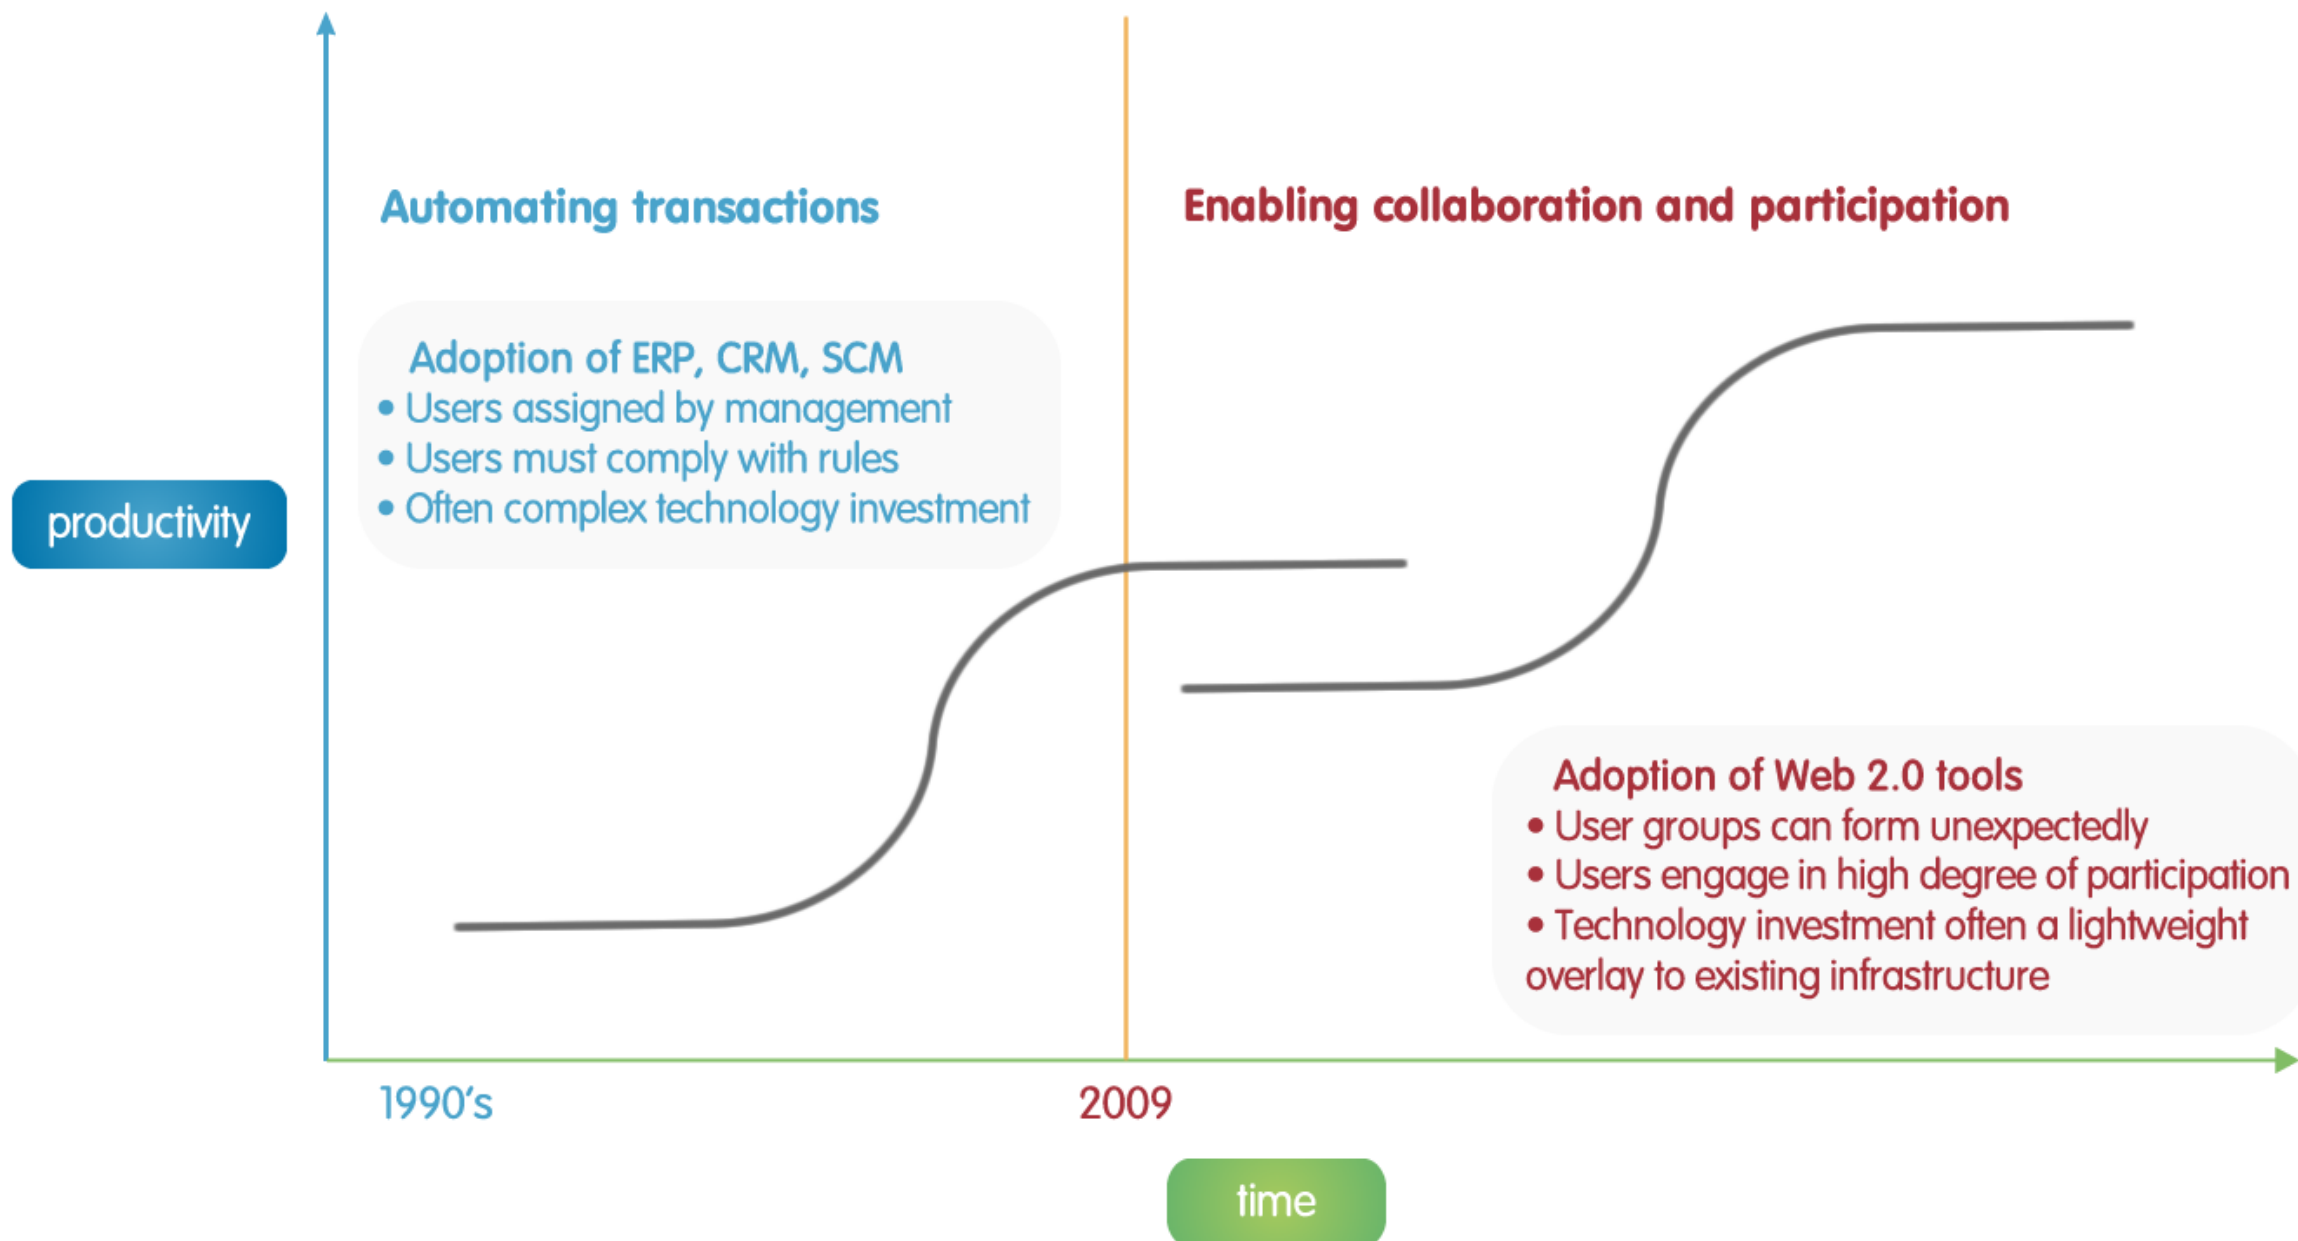 Automating transactions
Enabling collaboration and participation
Adoption of ERP, CRM, SCM
• Users assigned by management
• Users must comply with rules
• Often complex technology investment
productivity
Adoption of Web 2.0 tools
• User groups can form unexpectedly
• Users engage in high degree of participation
• Technology investment often a lightweight
overlay to existing infrastructure
1990's
2009
time